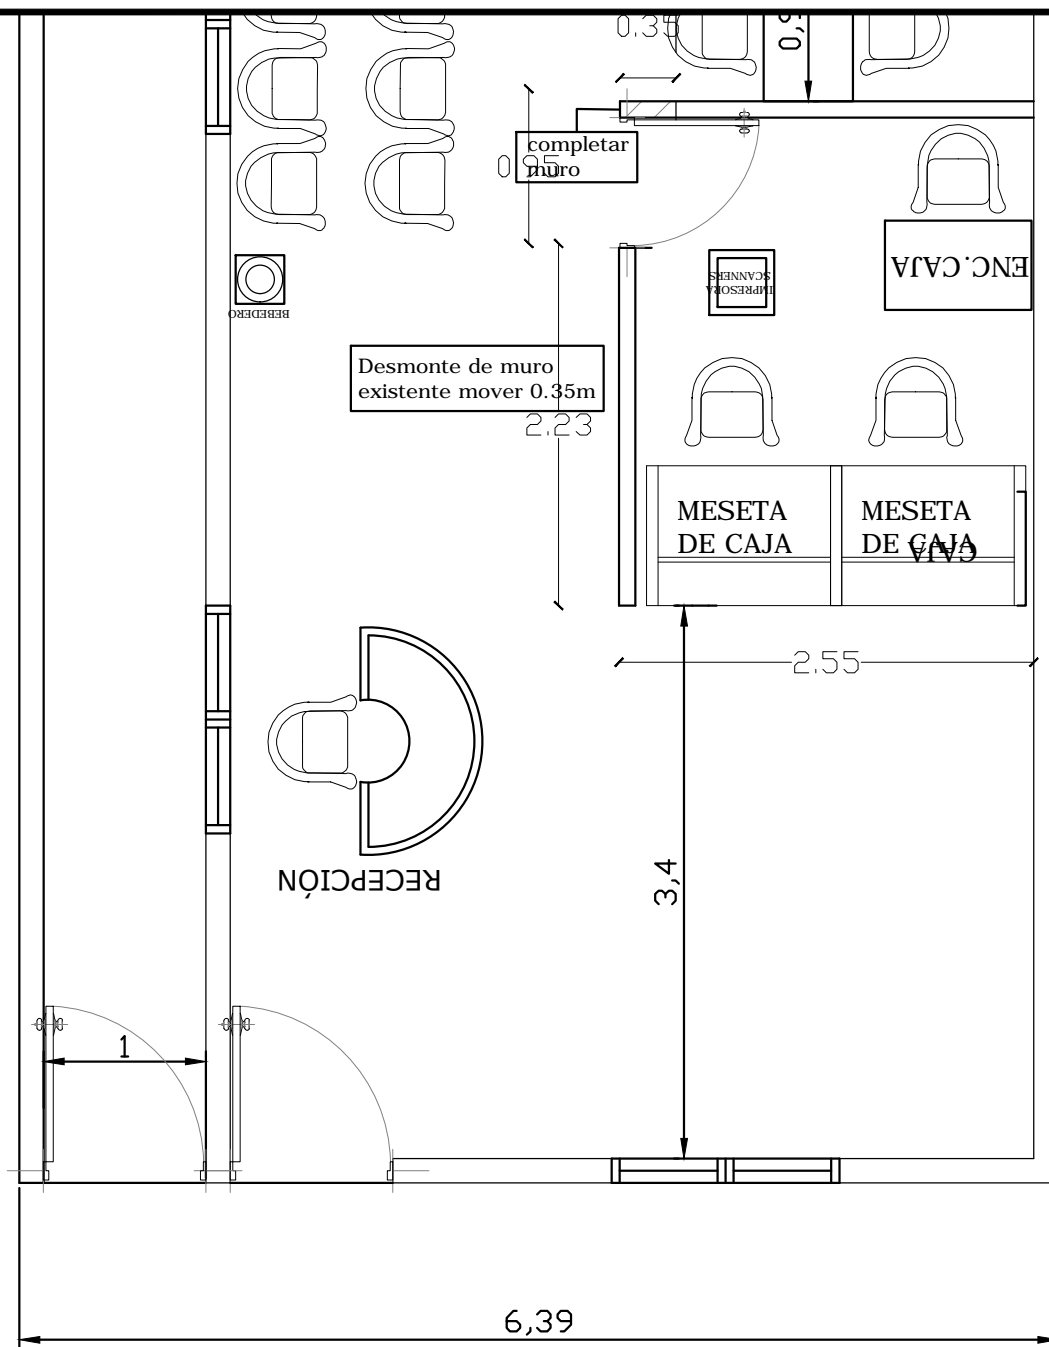 0.35
0,9
completar
muro
0.95
ENC.CAJA
IMPRESORA
SCANNERS
BEBEDERO
Desmonte de muro
existente mover 0.35m
2.23
MESETA
DE CAJA
MESETA
DE CAJA
CAJA
2.55
3,4
RECEPCIÓN
1
6,39